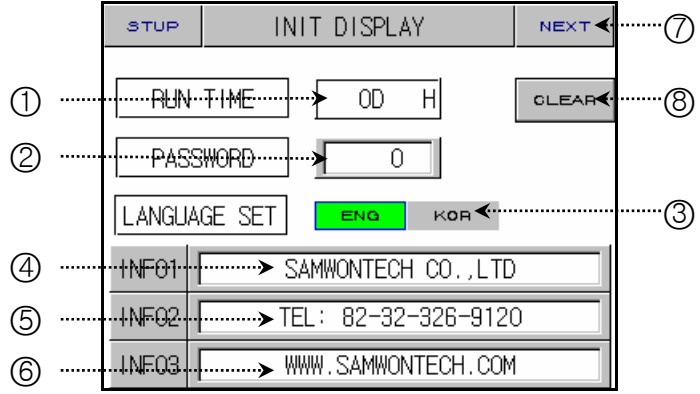 STUP INIT DISPLAY NEXT ⑦
① RUN TIME 0D H CLEAR ⑧
② PASSWORD 0
LANGUAGE SET ENG KOR ③
④ INFO1 SAMWONTECH CO.,LTD
⑤ INFO2 TEL: 82-32-326-9120
⑥ INFO3 WWW.SAMWONTECH.COM